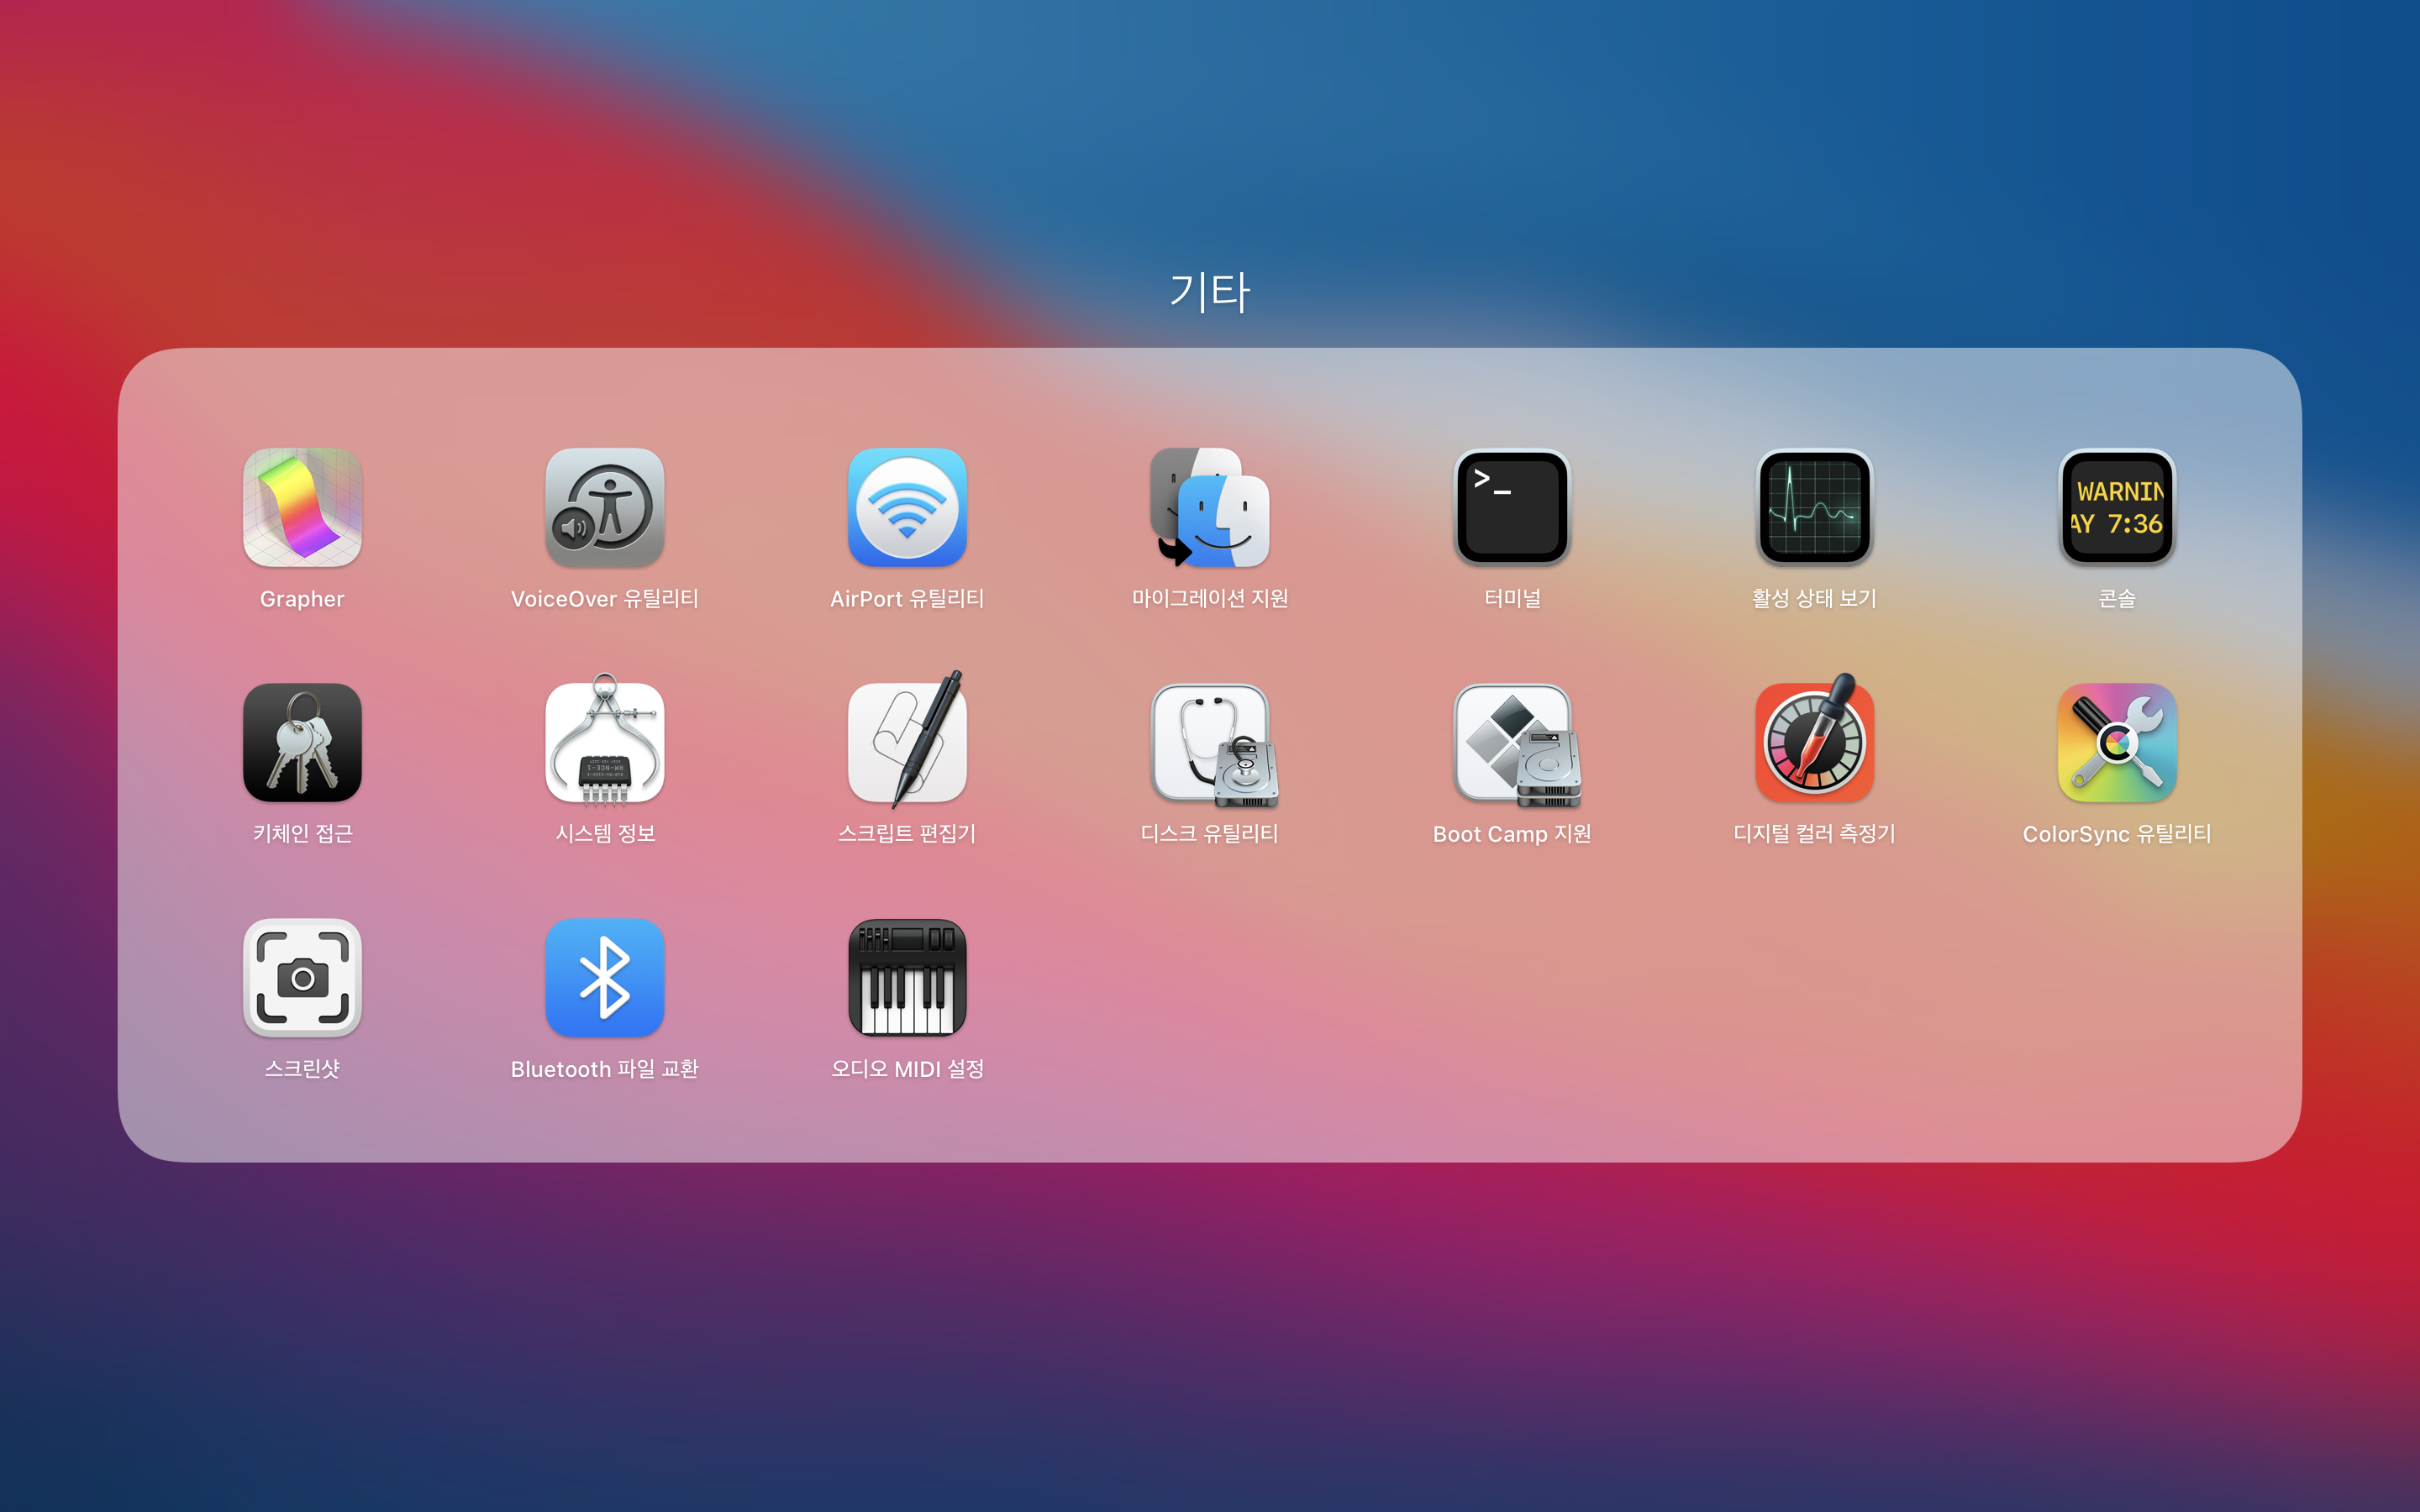 기타
>_
WARNIN
AY 7:36
Grapher
VoiceOver 유틸리티
AirPort 유틸리티
마이그레이션 지원
터미널
활성 상태 보기
콘솔
키체인 접근
시스템 정보
스크립트 편집기
디스크 유틸리티
Boot Camp 지원
디지털 컬러 측정기
ColorSync 유틸리티
스크린샷
Bluetooth 파일 교환
오디오 MIDI 설정